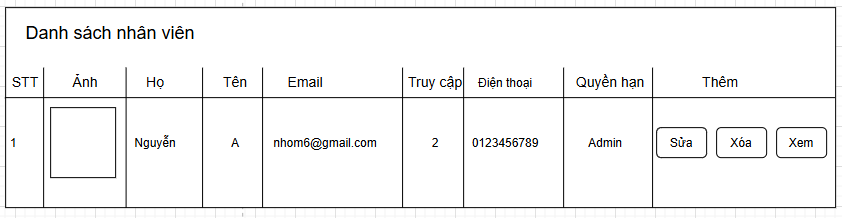 Danh sách nhân viên
STT Ảnh Họ Tên Email Truy cập Điện thoại Quyền hạn Thêm
1 Nguyễn A nhom6@gmail.com 2 0123456789 Admin Sửa Xóa Xem